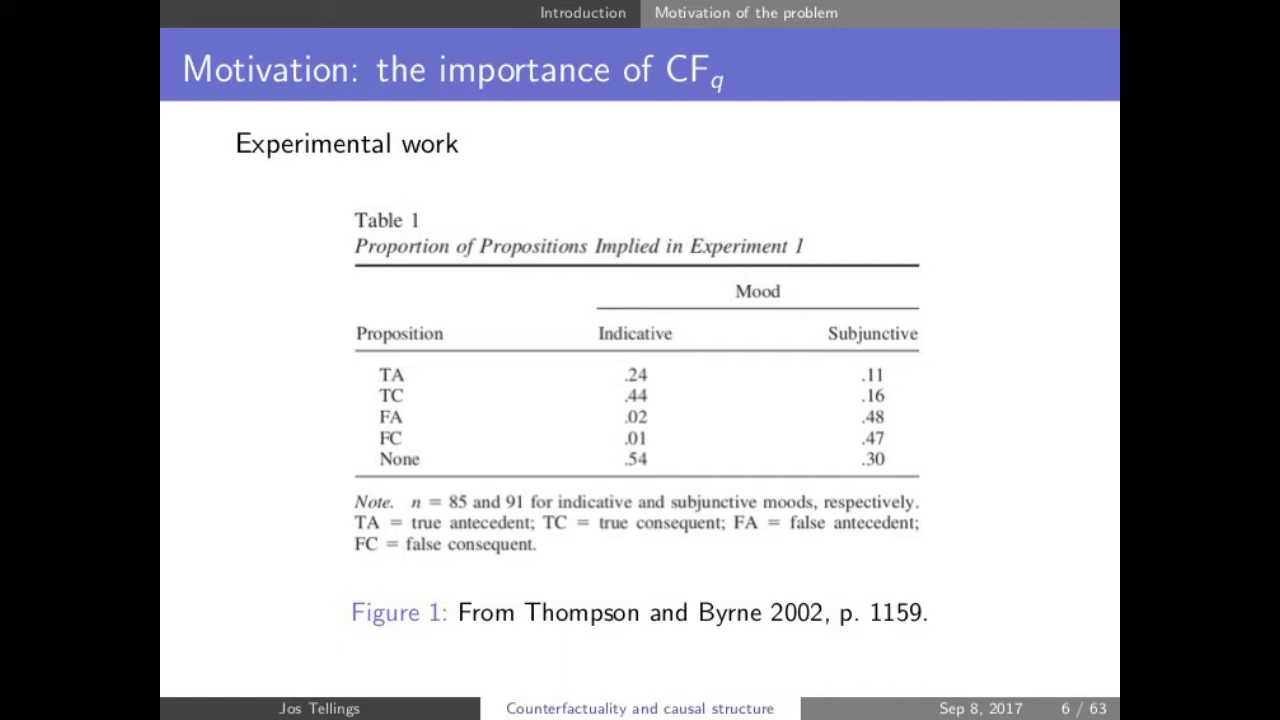 Introduction Motivation of the problem
Motivation: the importance of CFq
Experimental work
Table 1
Proportion of Propositions Implied in Experiment 1
Mood
Proposition Indicative Subjunctive
TA .24 .11
TC .44 .16
FA .02 .48
FC .01 .47
None .54 .30
Note. n = 85 and 91 for indicative and subjunctive moods, respectively.
TA = true antecedent; TC = true consequent; FA = false antecedent;
FC = false consequent.
Figure 1: From Thompson and Byrne 2002, p. 1159.
Jos Tellings Counterfactuality and causal structure Sep 8, 2017 6 / 63